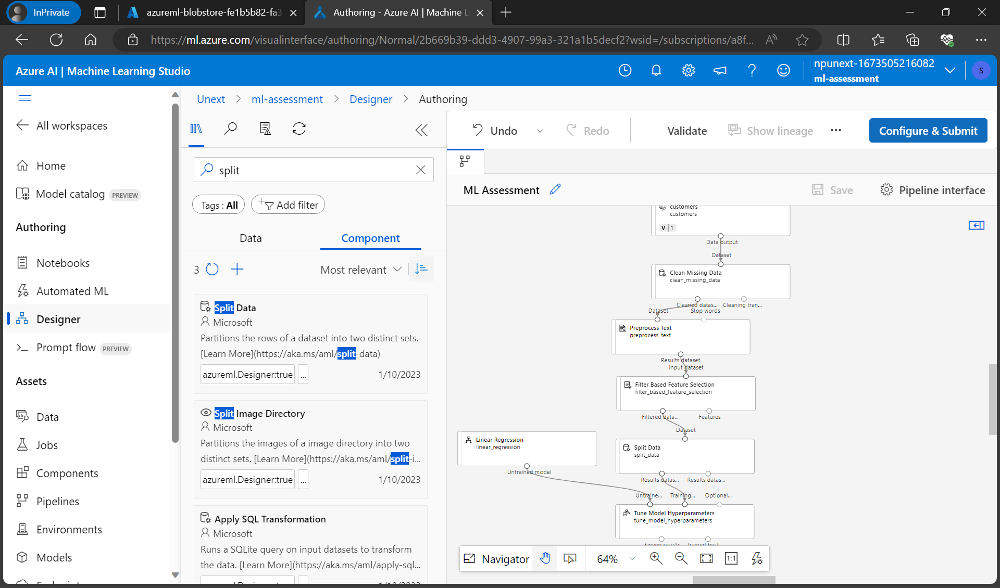 InPrivate
azureml-blobstore-fe1b5b82-fa3
Authoring - Azure AI | Machine L
https://ml.azure.com/visualinterface/authoring/Normal/2b669b39-ddd3-4907-99a3-321a1b5decf2?wsid=/subscriptions/a8f...
Azure AI | Machine Learning Studio
npunext-1673505216082
ml-assessment
S
All workspaces
Home
Model catalog PREVIEW
Authoring
Notebooks
Automated ML
Designer
Prompt flow PREVIEW
Assets
Data
Jobs
Components
Pipelines
Environments
Models
Unext > ml-assessment > Designer > Authoring
split
Tags : All
Add filter
Data
Component
3
Most relevant
Split Data
Microsoft
Partitions the rows of a dataset into two distinct sets.
[Learn More](https://aka.ms/aml/split-data)
azureml.Designer:true
...
1/10/2023
Split Image Directory
Microsoft
Partitions the images of a image directory into two
distinct sets. [Learn More](https://aka.ms/aml/split-i...
azureml.Designer:true
...
1/10/2023
Apply SQL Transformation
Microsoft
Runs a SQLite query on input datasets to transform
the data. [Learn More](https://aka.ms/aml/apply-sql...
Undo
Redo
Validate
Show lineage
Configure & Submit
ML Assessment
Save
Pipeline interface
customers
customers
V 1
Data output
Dataset
Clean Missing Data
clean_missing_data
Cleaned datas...
Cleaning tran...
Dataset
Stop words
Preprocess Text
preprocess_text
Results dataset
Input dataset
Filter Based Feature Selection
filter_based_feature_selection
Filtered data...
Features
Dataset
Linear Regression
linear_regression
Untrained model
Split Data
split_data
Results datas...
Results datas...
Untraine...
Training...
Optional...
Tune Model Hyperparameters
tune_model_hyperparameters
Sweep results
Trained best
Navigator
64%
1:1